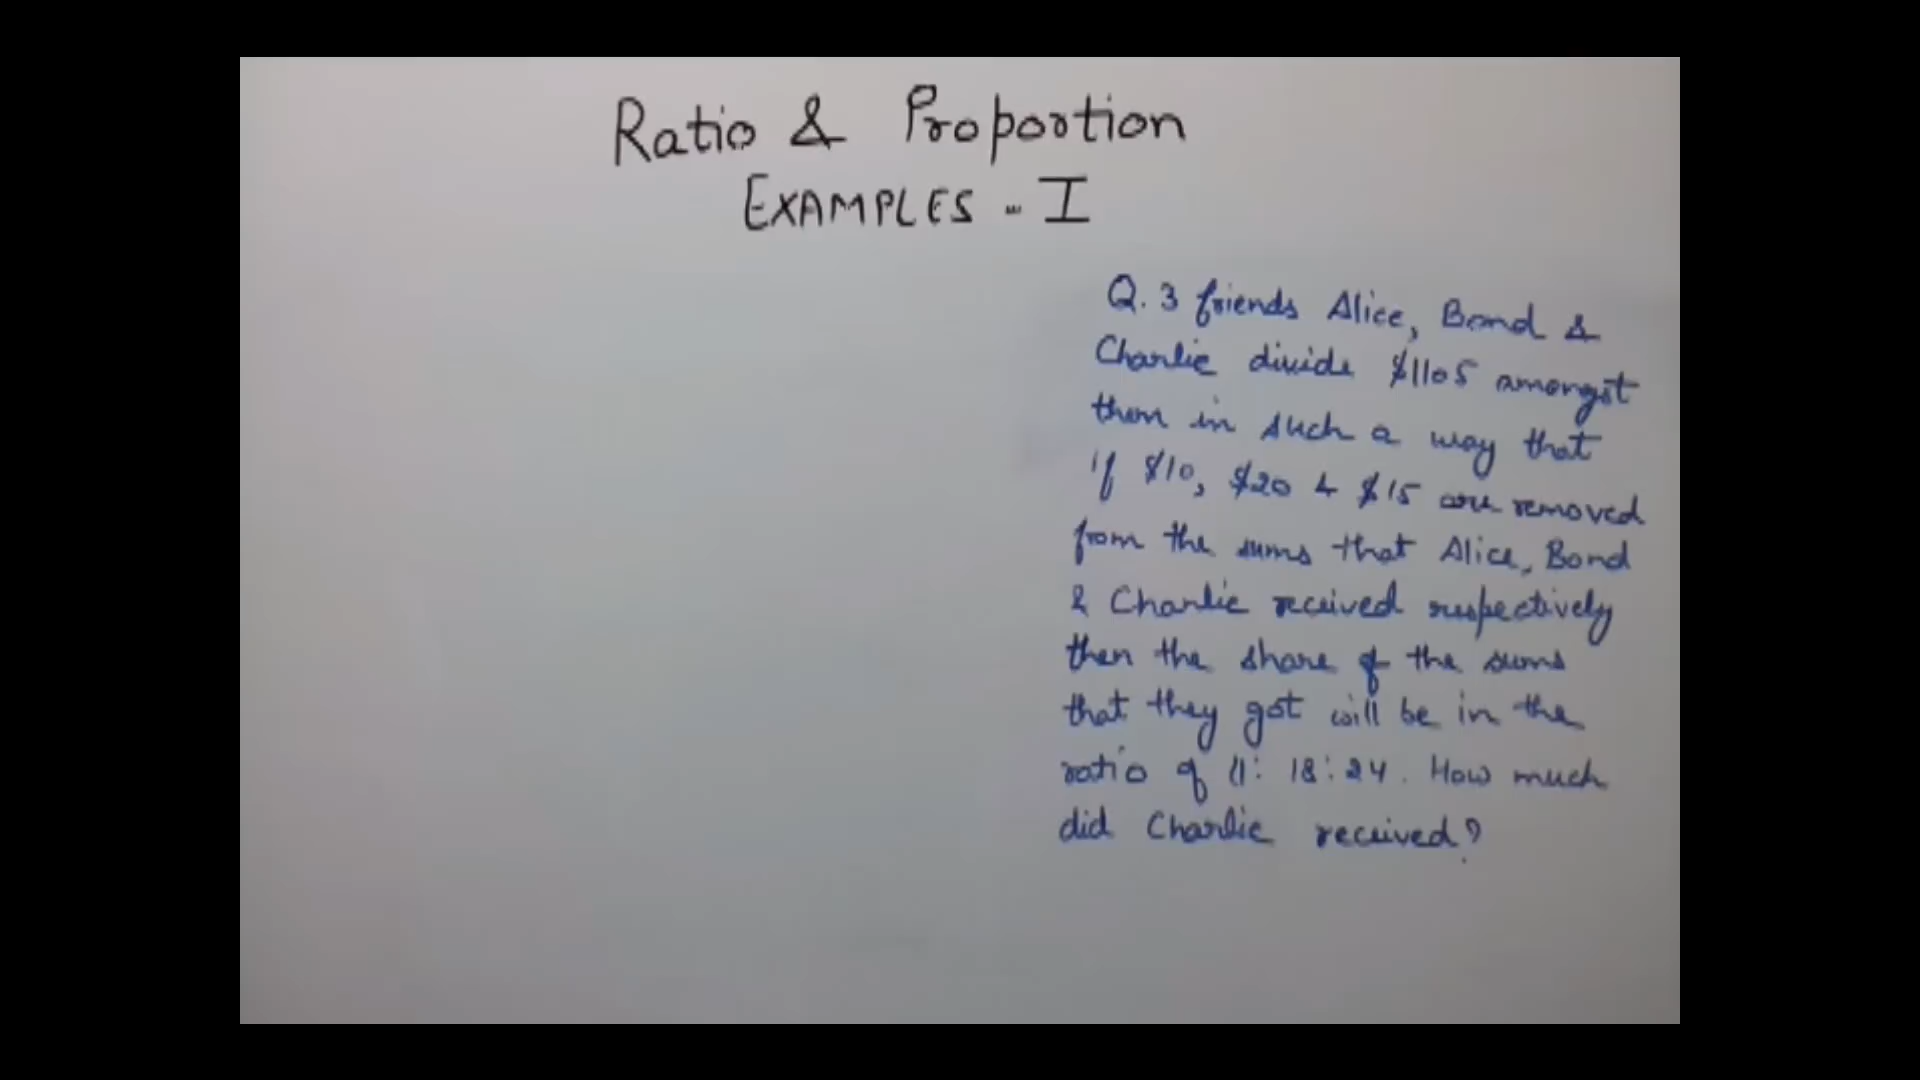 Ratio & Proportion
EXAMPLES - I
Q. 3 friends Alice, Bond &
Charlie divide $1105 amongst
them in such a way that
if $10, $20 & $15 are removed
from the sums that Alice, Bond
& Charlie received respectively
then the share of the sums
that they got will be in the
ratio of 11: 18: 24. How much
did Charlie received?